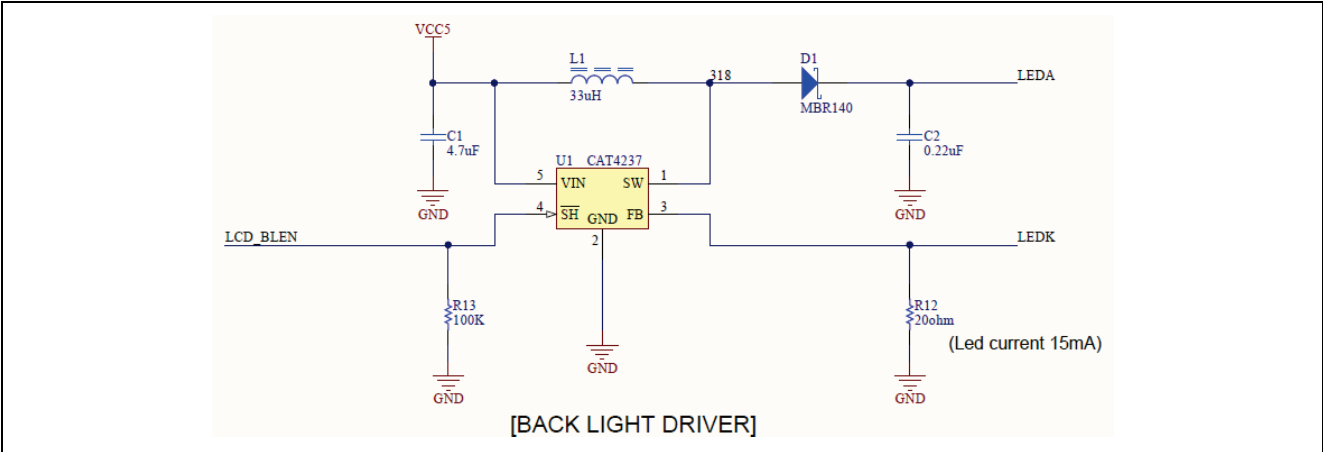 VCC5
L1
33uH
318
D1
MBR140
LEDA
C1
4.7uF
C2
0.22uF
U1 CAT4237
5 VIN SW 1
4 SH GND FB 3
2
GND
GND
LCD_BLEN
LEDK
R13
100K
R12
20ohm
(Led current 15mA)
GND
GND
GND
[BACK LIGHT DRIVER]